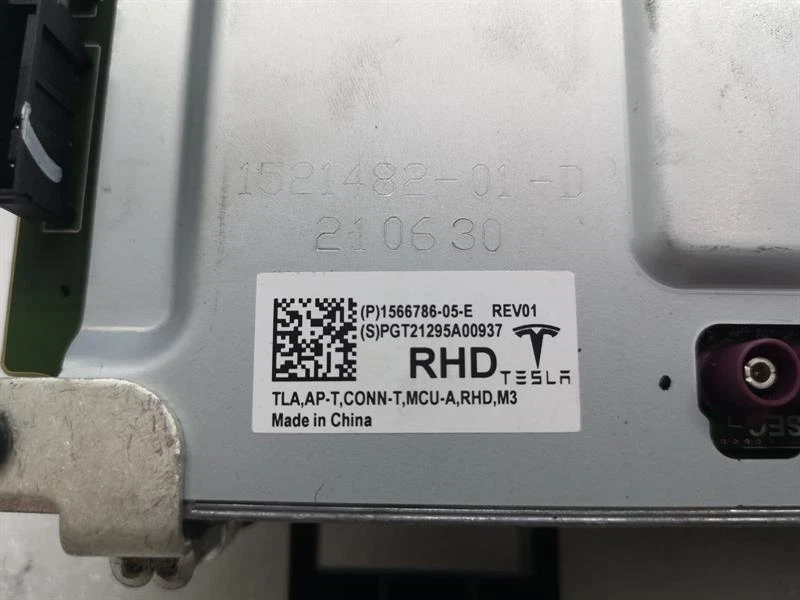 1521482-01-D
210630
(P)1566786-05-E REV01
(S)PGT21295A00937
RHD TESLA
TLA,AP-T,CONN-T,MCU-A,RHD,M3
Made in China